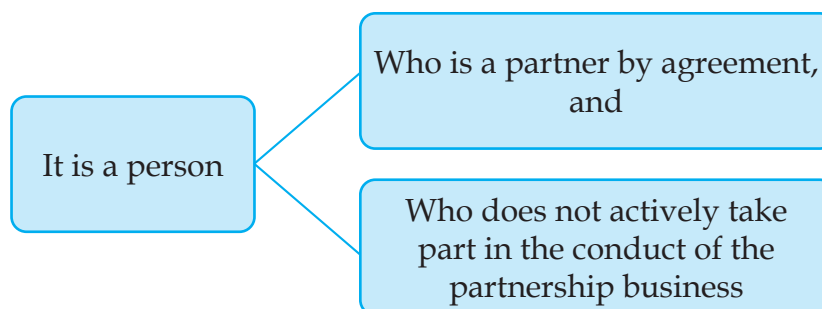 It is a person
Who is a partner by agreement,
and
Who does not actively take
part in the conduct of the
partnership business